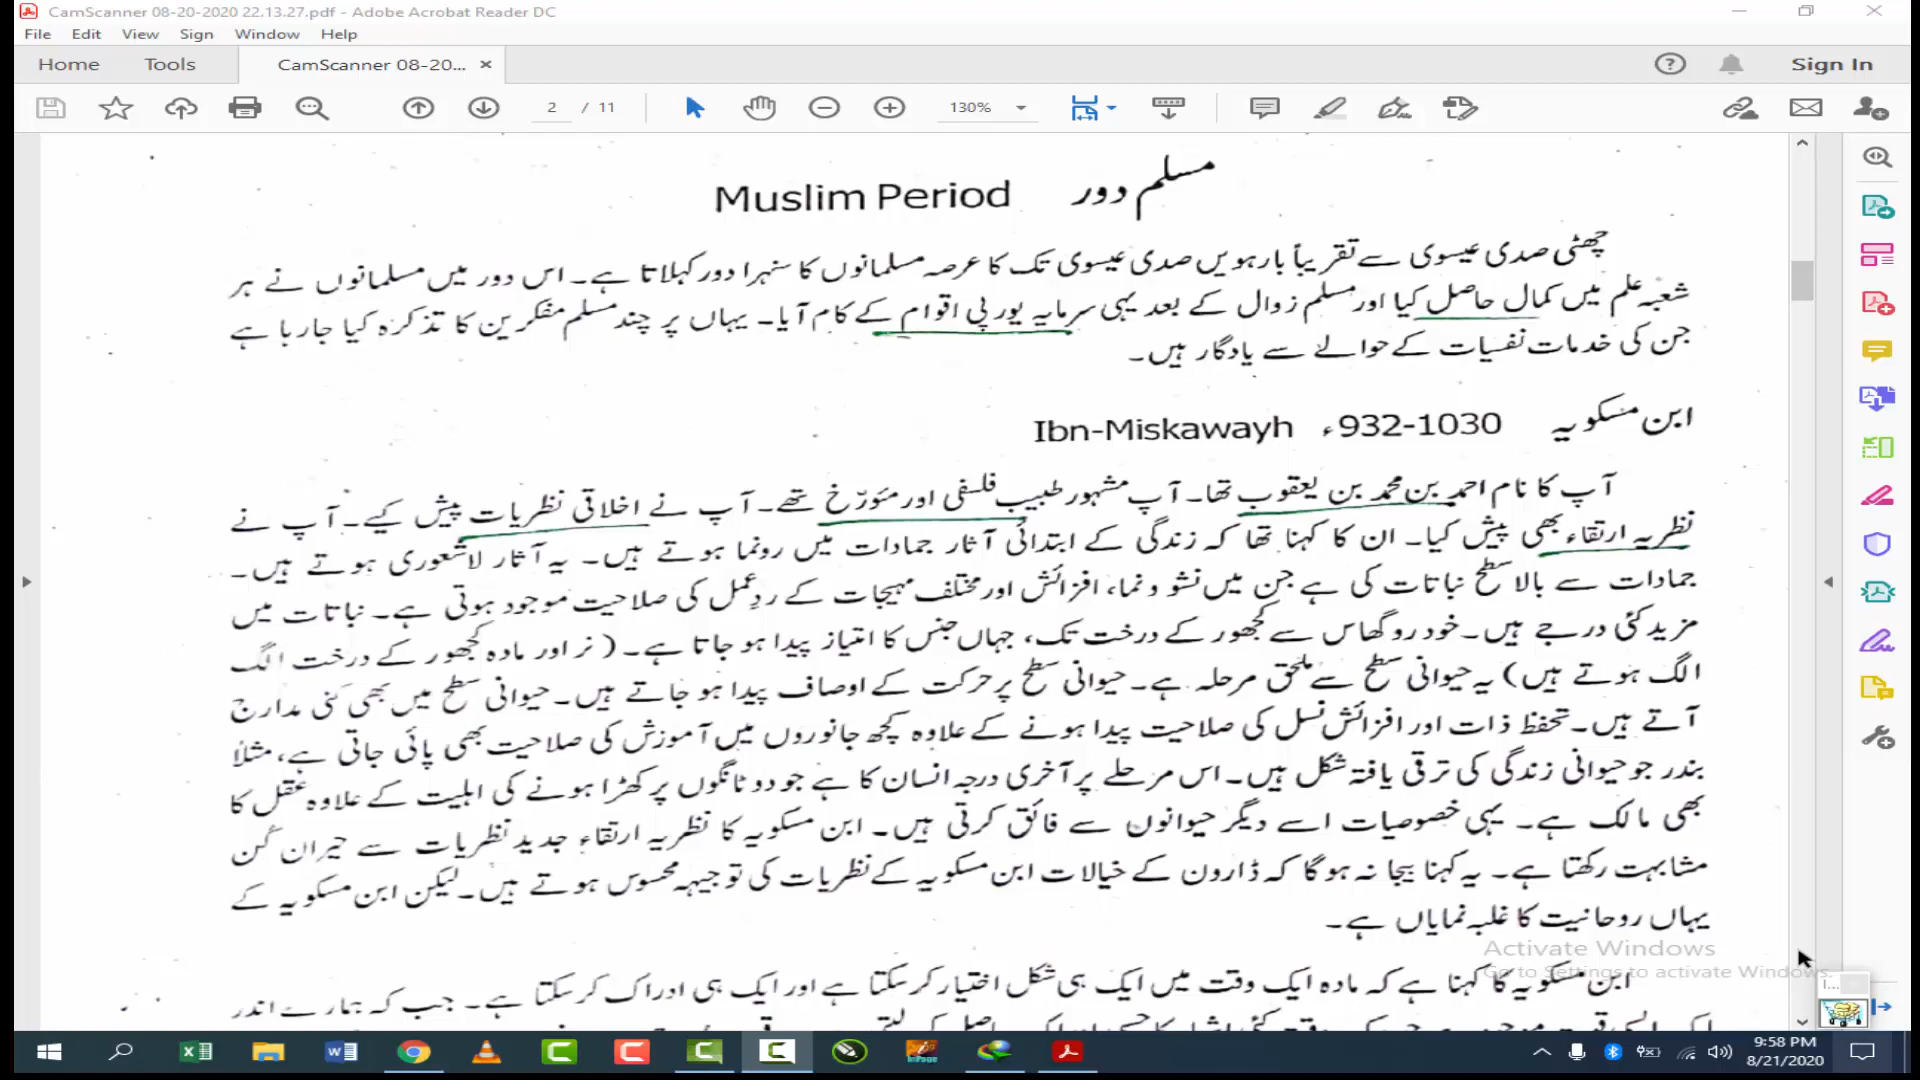 CamScanner 08-20-2020 22.13.27.pdf - Adobe Acrobat Reader DC
File Edit View Sign Window Help
Home Tools CamScanner 08-20... ×
Sign In
2 / 11 130%
مسلم دور Muslim Period
چھٹی صدی عیسوی سے تقریباً بارہویں صدی عیسوی تک کا عرصہ مسلمانوں کا سنہرا دور کہلاتا ہے۔ اس دور میں مسلمانوں نے ہر
شعبہ علم میں کمال حاصل کیا اور مسلم زوال کے بعد یہی سرمایہ یورپی اقوام کے کام آیا۔ یہاں پر چند مسلم مفکرین کا تذکرہ کیا جا رہا ہے
جن کی خدمات نفسیات کے حوالے سے یادگار ہیں۔
ابن مسکویہ 932-1030ء Ibn-Miskawayh
آپ کا نام احمد بن محمد بن یعقوب تھا۔ آپ مشہور طبیب فلسفی اور مئورّخ تھے۔ آپ نے اخلاقی نظریات پیش کیے۔ آپ نے
نظریہ ارتقاء بھی پیش کیا۔ ان کا کہنا تھا کہ زندگی کے ابتدائی آثار جمادات میں رونما ہوتے ہیں۔ یہ آثار لاشعوری ہوتے ہیں۔
جمادات سے بالا سطح نباتات کی ہے جن میں نشو ونما، افزائش اور مختلف مہیجات کے ردِعمل کی صلاحیت موجود ہوتی ہے۔ نباتات میں
مزید کئی درجے ہیں۔ خود رو گھاس سے کھجور کے درخت تک، جہاں جنس کا امتیاز پیدا ہو جاتا ہے۔ (نر اور مادہ کھجور کے درخت الگ
الگ ہوتے ہیں) یہ حیوانی سطح سے ملحق مرحلہ ہے۔ حیوانی سطح پر حرکت کے اوصاف پیدا ہو جاتے ہیں۔ حیوانی سطح میں بھی کئی مدارج
آتے ہیں۔ تحفظ ذات اور افزائش نسل کی صلاحیت پیدا ہونے کے علاوہ کچھ جانوروں میں آموزش کی صلاحیت بھی پائی جاتی ہے، مثلاً
بندر جو حیوانی زندگی کی ترقی یافتہ شکل ہیں۔ اس مرحلے پر آخری درجہ انسان کا ہے جو دو ٹانگوں پر کھڑا ہونے کی اہلیت کے علاوہ عقل کا
بھی مالک ہے۔ یہی خصوصیات اسے دیگر حیوانوں سے فائق کرتی ہیں۔ ابن مسکویہ کا نظریہ ارتقاء جدید نظریات سے حیران کُن
مشابہت رکھتا ہے۔ یہ کہنا بیجا نہ ہوگا کہ ڈارون کے خیالات ابن مسکویہ کے نظریات کی توجیہہ محسوس ہوتے ہیں۔ لیکن ابن مسکویہ کے
یہاں روحانیت کا غلبہ نمایاں ہے۔
Activate Windows
Go to Settings to activate Windows.
ابن مسکویہ کا کہنا ہے کہ مادہ ایک وقت میں ایک ہی شکل اختیار کر سکتا ہے اور ایک ہی ادراک کر سکتا ہے۔ جب کہ ہمارے اندر
9:58 PM
8/21/2020